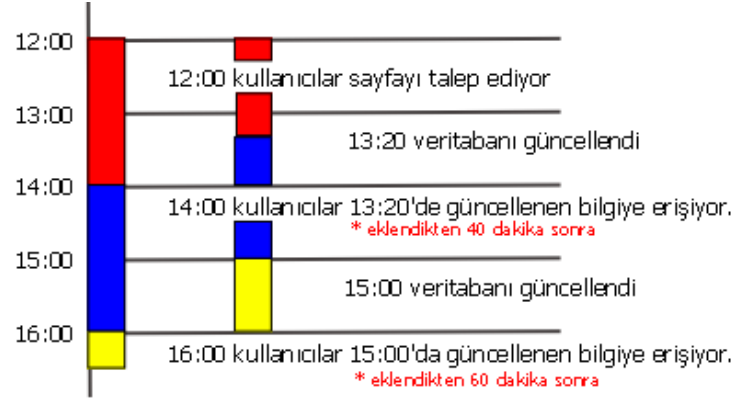 12:00
12:00 kullanıcılar sayfayı talep ediyor
13:00
13:20 veritabanı güncellendi
14:00
14:00 kullanıcılar 13:20'de güncellenen bilgiye erişiyor.
* eklendikten 40 dakika sonra
15:00
15:00 veritabanı güncellendi
16:00
16:00 kullanıcılar 15:00'da güncellenen bilgiye erişiyor.
* eklendikten 60 dakika sonra